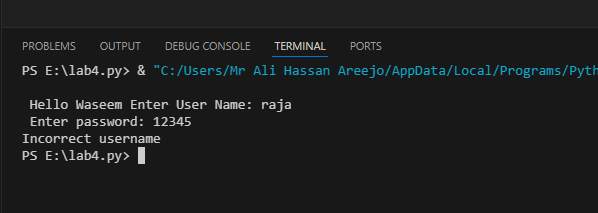 PROBLEMS OUTPUT DEBUG CONSOLE TERMINAL PORTS
PS E:\lab4.py> & "C:/Users/Mr Ali Hassan Areejo/AppData/Local/Programs/Pyth
Hello Waseem Enter User Name: raja
Enter password: 12345
Incorrect username
PS E:\lab4.py>